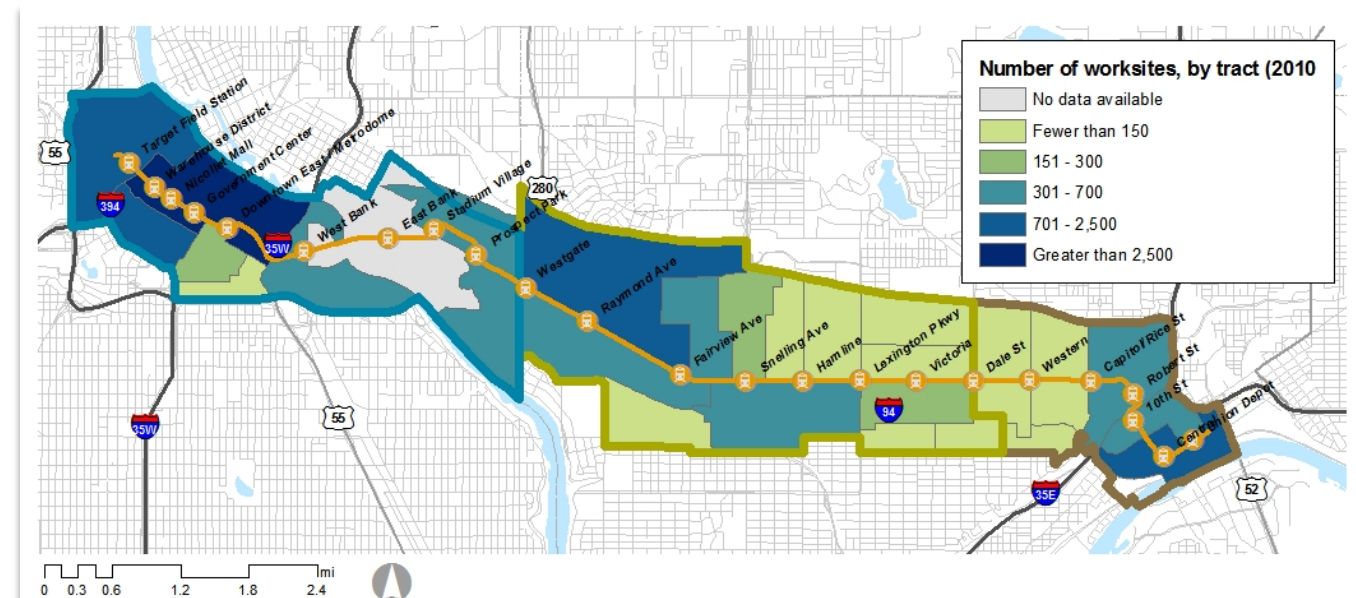 Number of worksites, by tract (2010
No data available
Fewer than 150
151 - 300
301 - 700
701 - 2,500
Greater than 2,500
Target Field Station
Warehouse District
Nicollet Mall
Government Center
Downtown East / Metrodome
West Bank
East Bank
Stadium Village
Prospect Park
Westgate
Raymond Ave
Fairview Ave
Snelling Ave
Hamline
Lexington Pkwy
Victoria
Dale St
Western
Capitol/Rice St
Robert St
10th St
Central
Union Depot
55
394
35W
280
94
35W
55
35E
52
mi
0 0.3 0.6 1.2 1.8 2.4